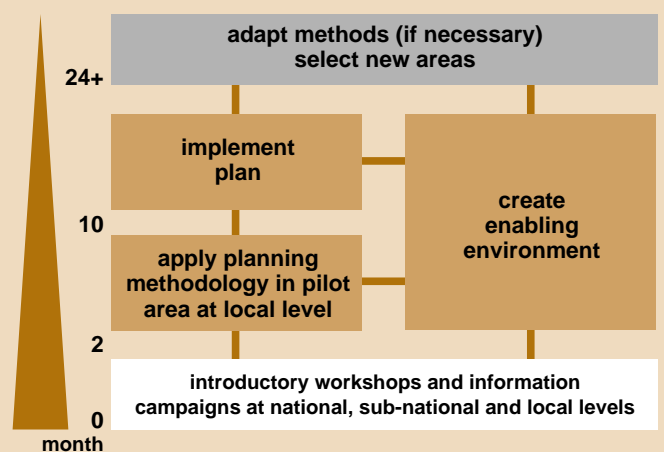 adapt methods (if necessary)
select new areas
24+
implement
plan
create
enabling
environment
10
apply planning
methodology in pilot
area at local level
2
introductory workshops and information
campaigns at national, sub-national and local levels
0
month